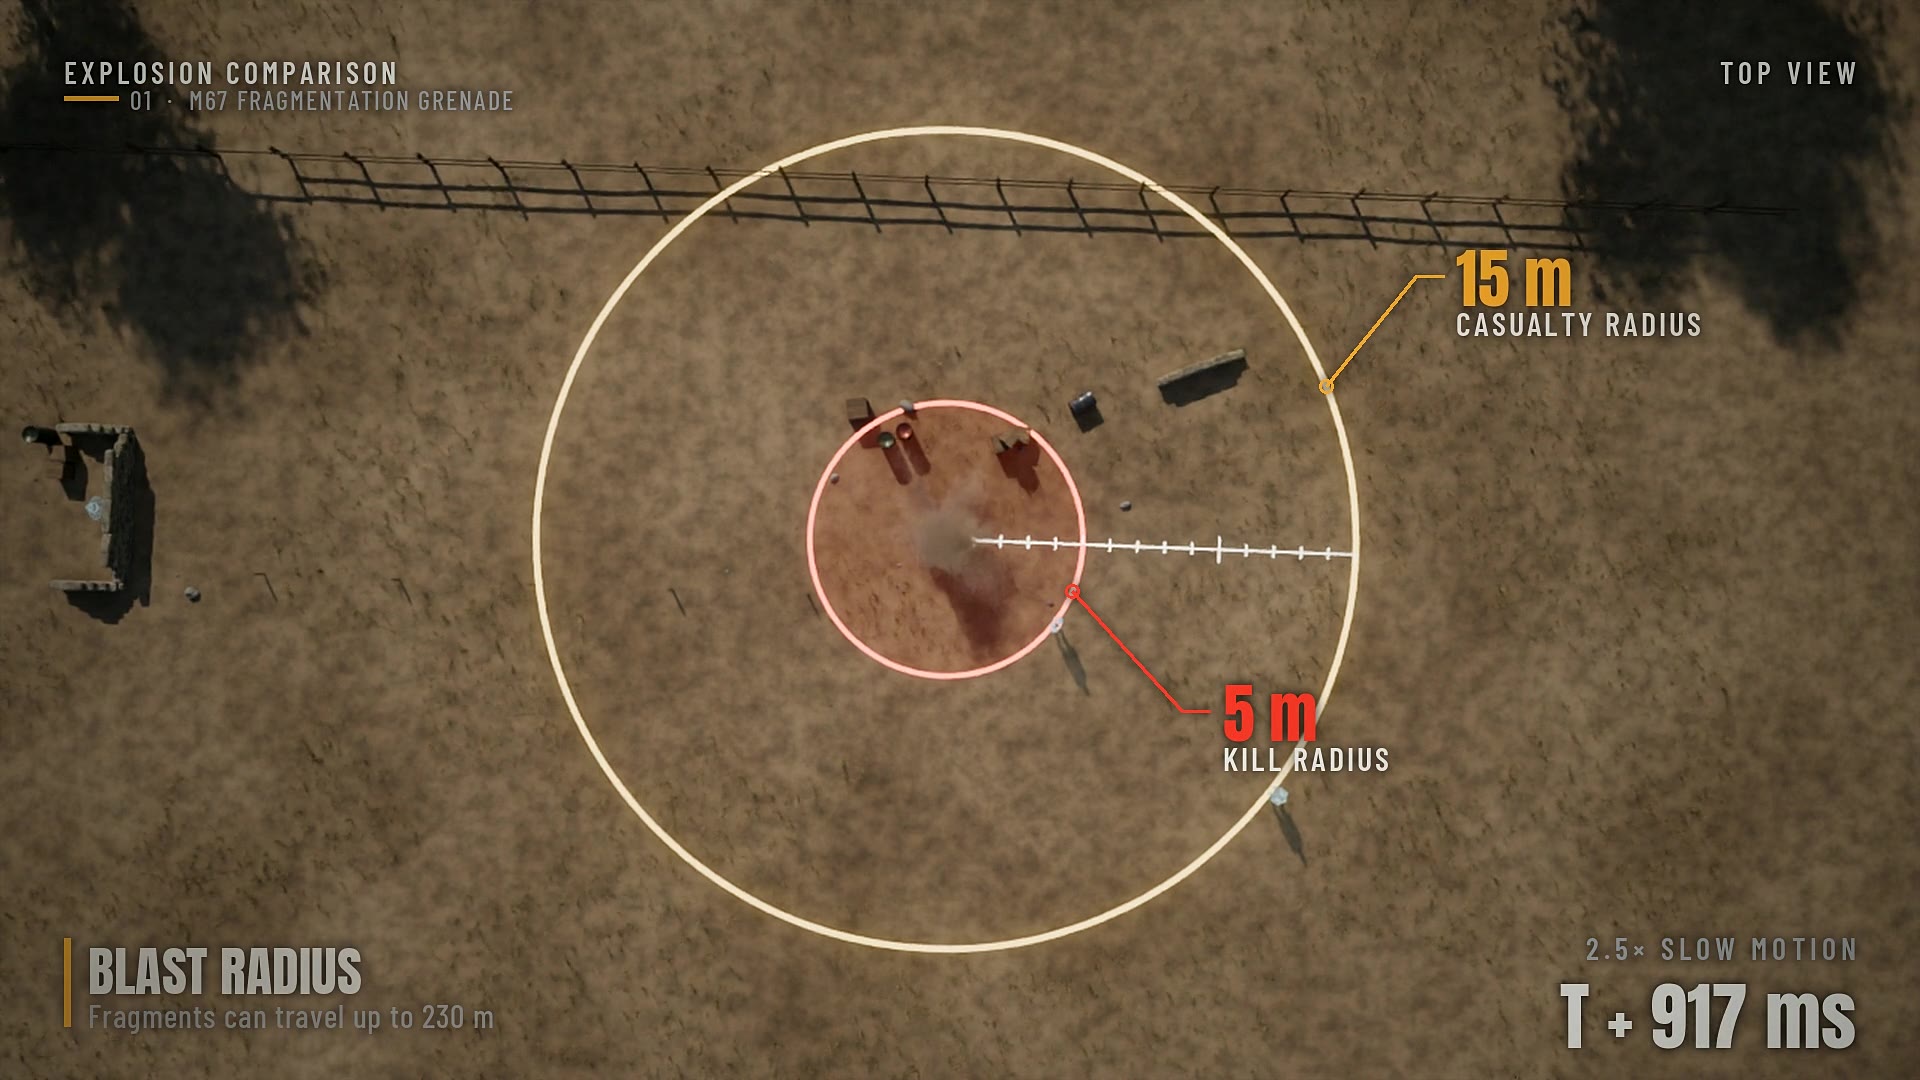 EXPLOSION COMPARISON
01 · M67 FRAGMENTATION GRENADE
TOP VIEW
15 m
CASUALTY RADIUS
5 m
KILL RADIUS
BLAST RADIUS
Fragments can travel up to 230 m
2.5× SLOW MOTION
T + 917 ms